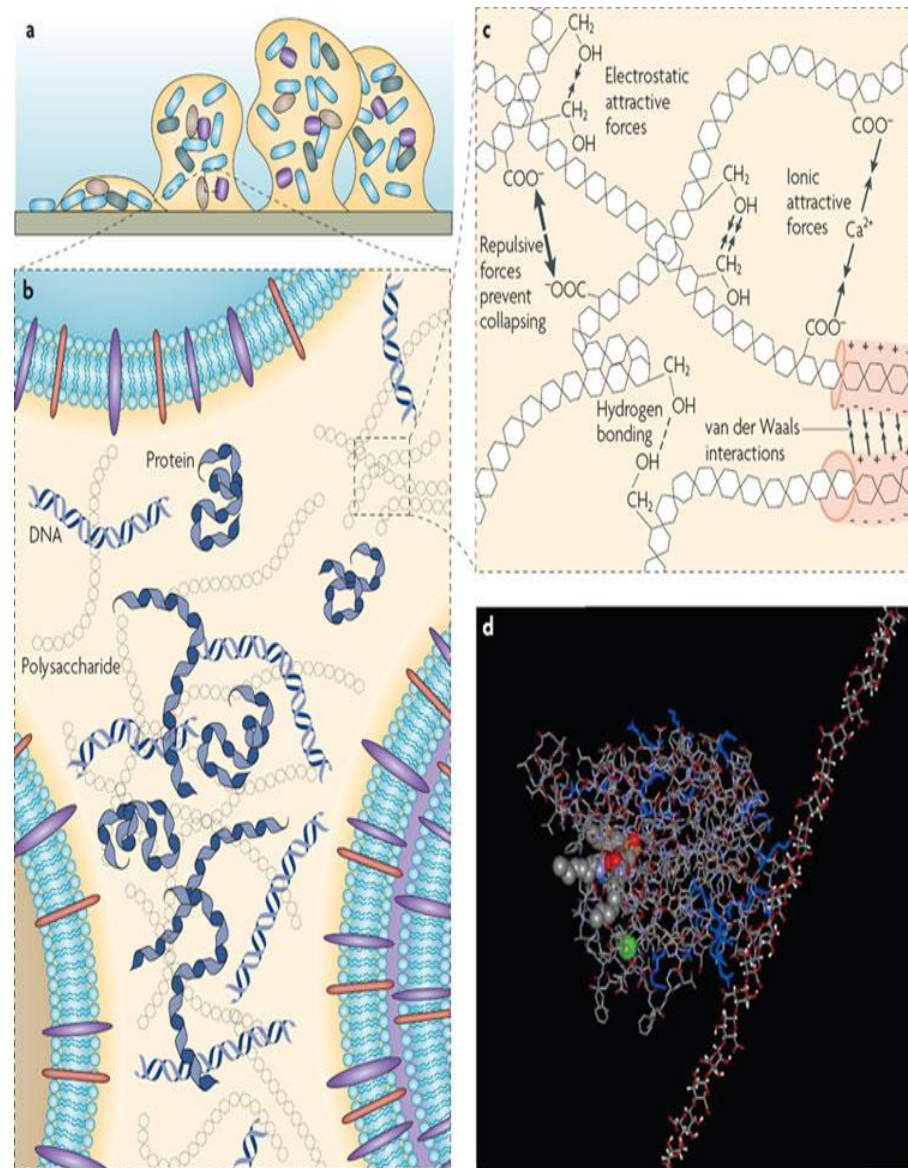 a
b
Protein
DNA
Polysaccharide
c
CH₂
OH
Electrostatic
attractive
forces
CH₂
OH
COO⁻
Repulsive
forces
prevent
collapsing
⁻OOC
CH₂
OH
CH₂
OH
COO⁻
Ionic
attractive
forces
Ca²⁺
COO⁻
CH₂
Hydrogen
bonding
OH
OH
CH₂
van der Waals
interactions
+ + + + +
- - - - -
+ + + + +
- - - - -
d